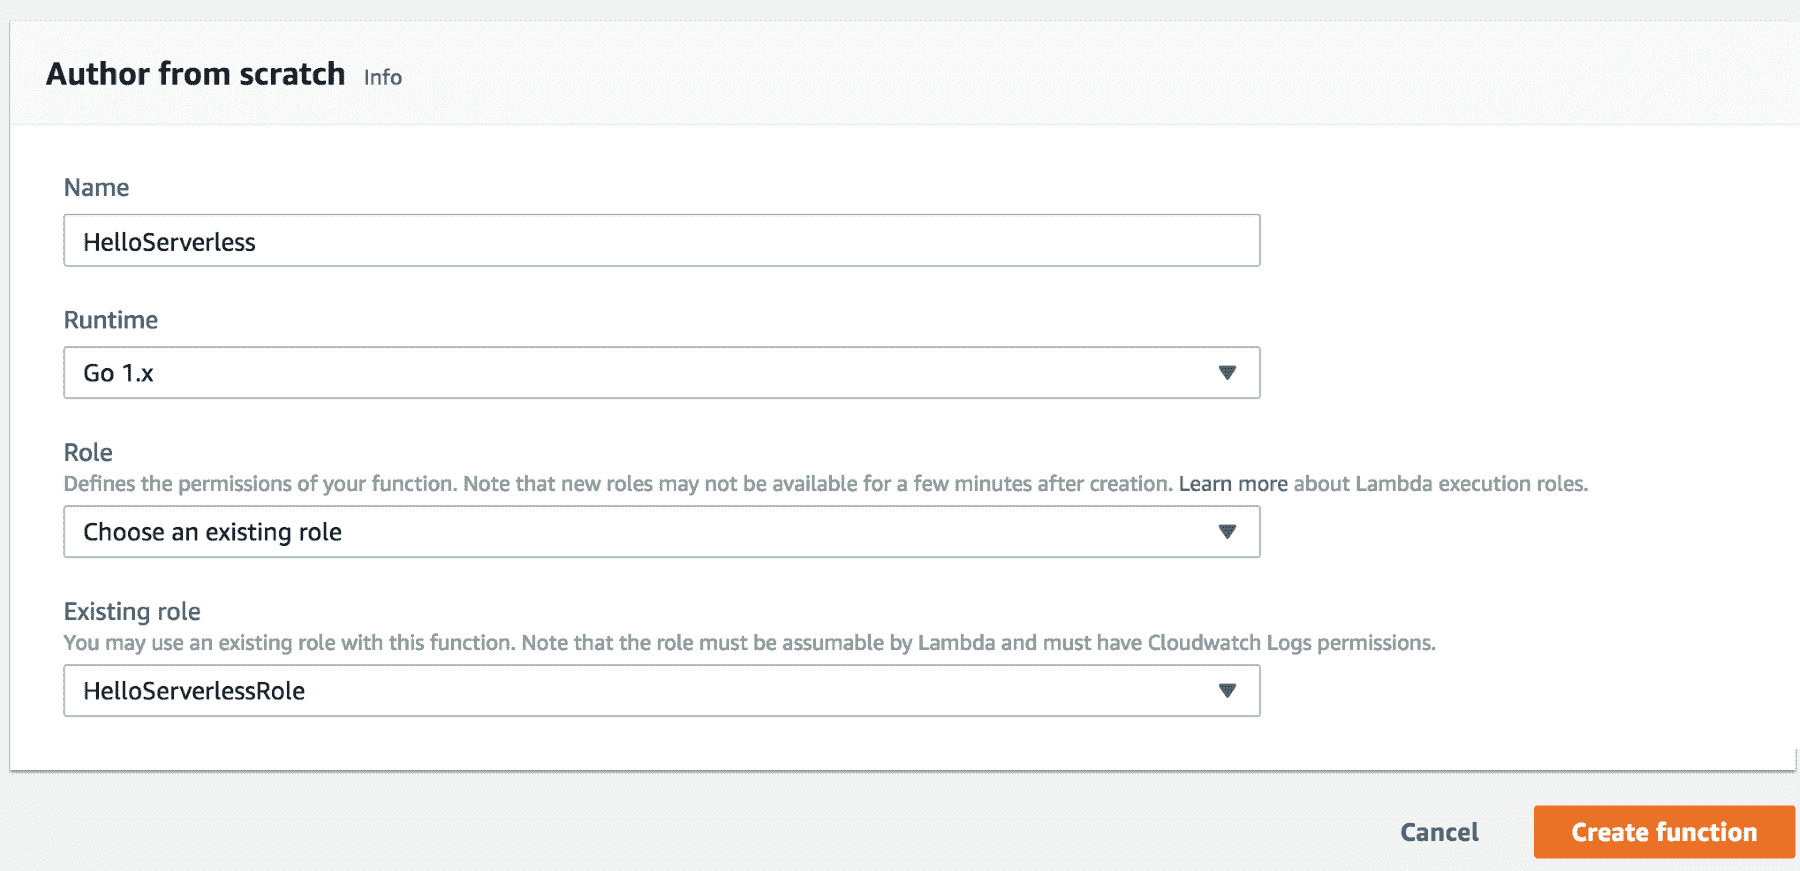 Author from scratch Info
Name
HelloServerless
Runtime
Go 1.x
Role
Defines the permissions of your function. Note that new roles may not be available for a few minutes after creation. Learn more about Lambda execution roles.
Choose an existing role
Existing role
You may use an existing role with this function. Note that the role must be assumable by Lambda and must have Cloudwatch Logs permissions.
HelloServerlessRole
Cancel Create function